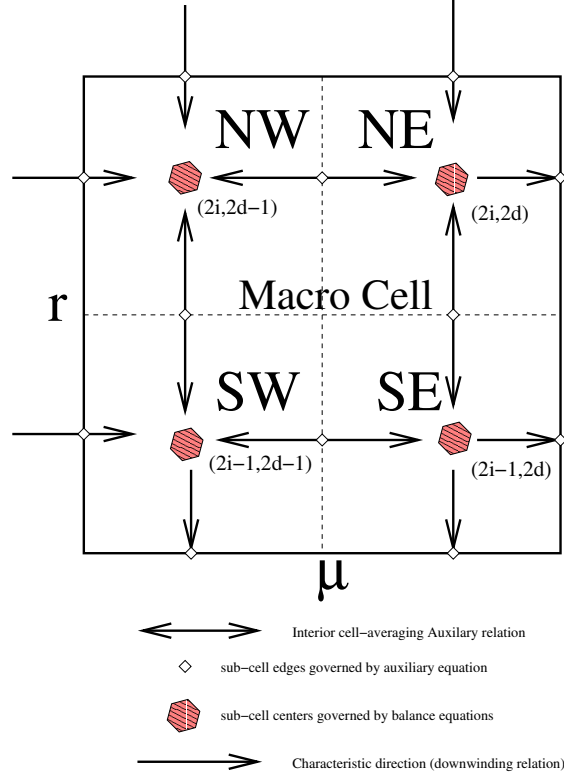 NW NE
(2i,2d−1) (2i,2d)
r Macro Cell
SW SE
(2i−1,2d−1) (2i−1,2d)
μ
Interior cell−averaging Auxilary relation
sub−cell edges governed by auxiliary equation
sub−cell centers governed by balance equations
Characteristic direction (downwinding relation)